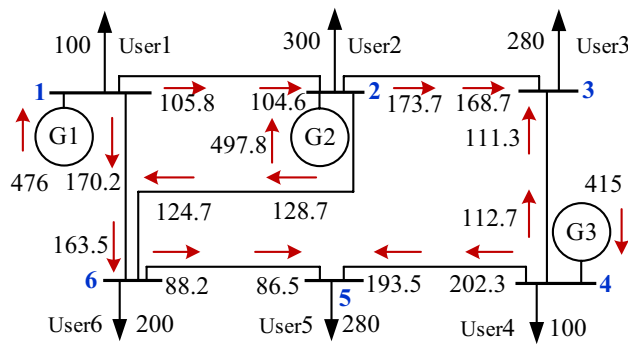 100 User1 300 User2 280 User3
1 105.8 104.6 2 173.7 168.7 3
G1 497.8 G2 111.3
476 170.2 415
124.7 128.7 112.7 G3
163.5
6 88.2 86.5 5 193.5 202.3 4
User6 200 User5 280 User4 100